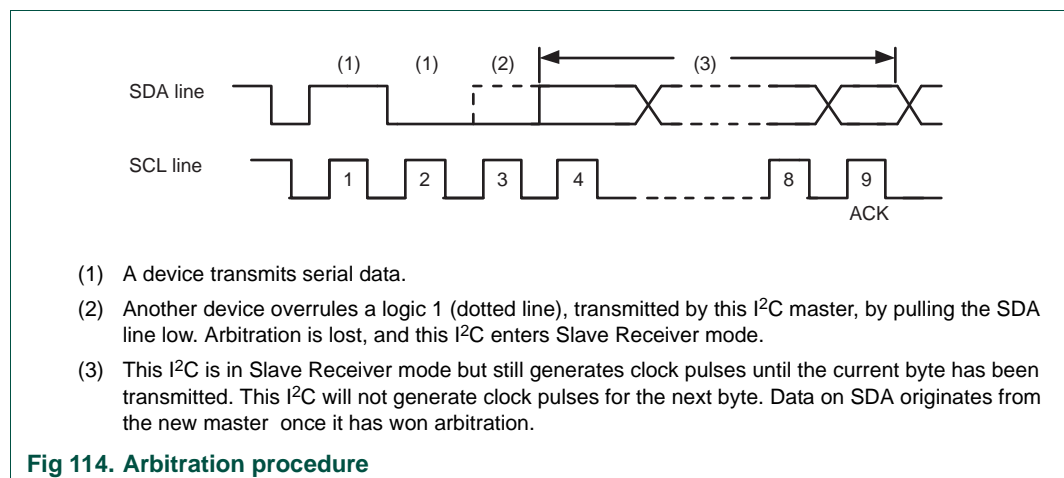 (1) (1) (2) (3)
SDA line
SCL line
1 2 3 4 8 9
ACK
(1) A device transmits serial data.
(2) Another device overrules a logic 1 (dotted line), transmitted by this I²C master, by pulling the SDA
line low. Arbitration is lost, and this I²C enters Slave Receiver mode.
(3) This I²C is in Slave Receiver mode but still generates clock pulses until the current byte has been
transmitted. This I²C will not generate clock pulses for the next byte. Data on SDA originates from
the new master once it has won arbitration.
Fig 114. Arbitration procedure